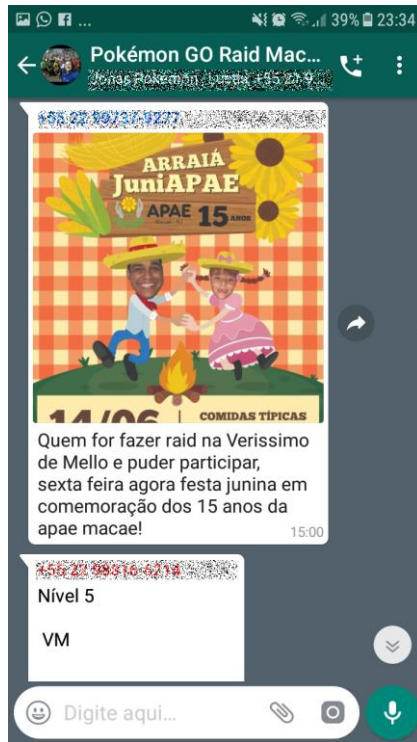 39% 23:34
Pokémon GO Raid Mac...
ARRAIÁ
JuniAPAE
APAE 15 ANOS
14/06
COMIDAS TÍPICAS
Quem for fazer raid na Verissimo
de Mello e puder participar,
sexta feira agora festa junina em
comemoração dos 15 anos da
apae macae!
15:00
Nível 5
VM
Digite aqui...